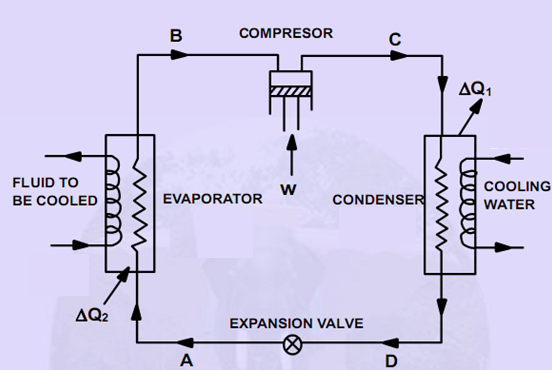 COMPRESOR
B
C
ΔQ1
W
FLUID TO
BE COOLED
EVAPORATOR
CONDENSER
COOLING
WATER
ΔQ2
EXPANSION VALVE
A
D